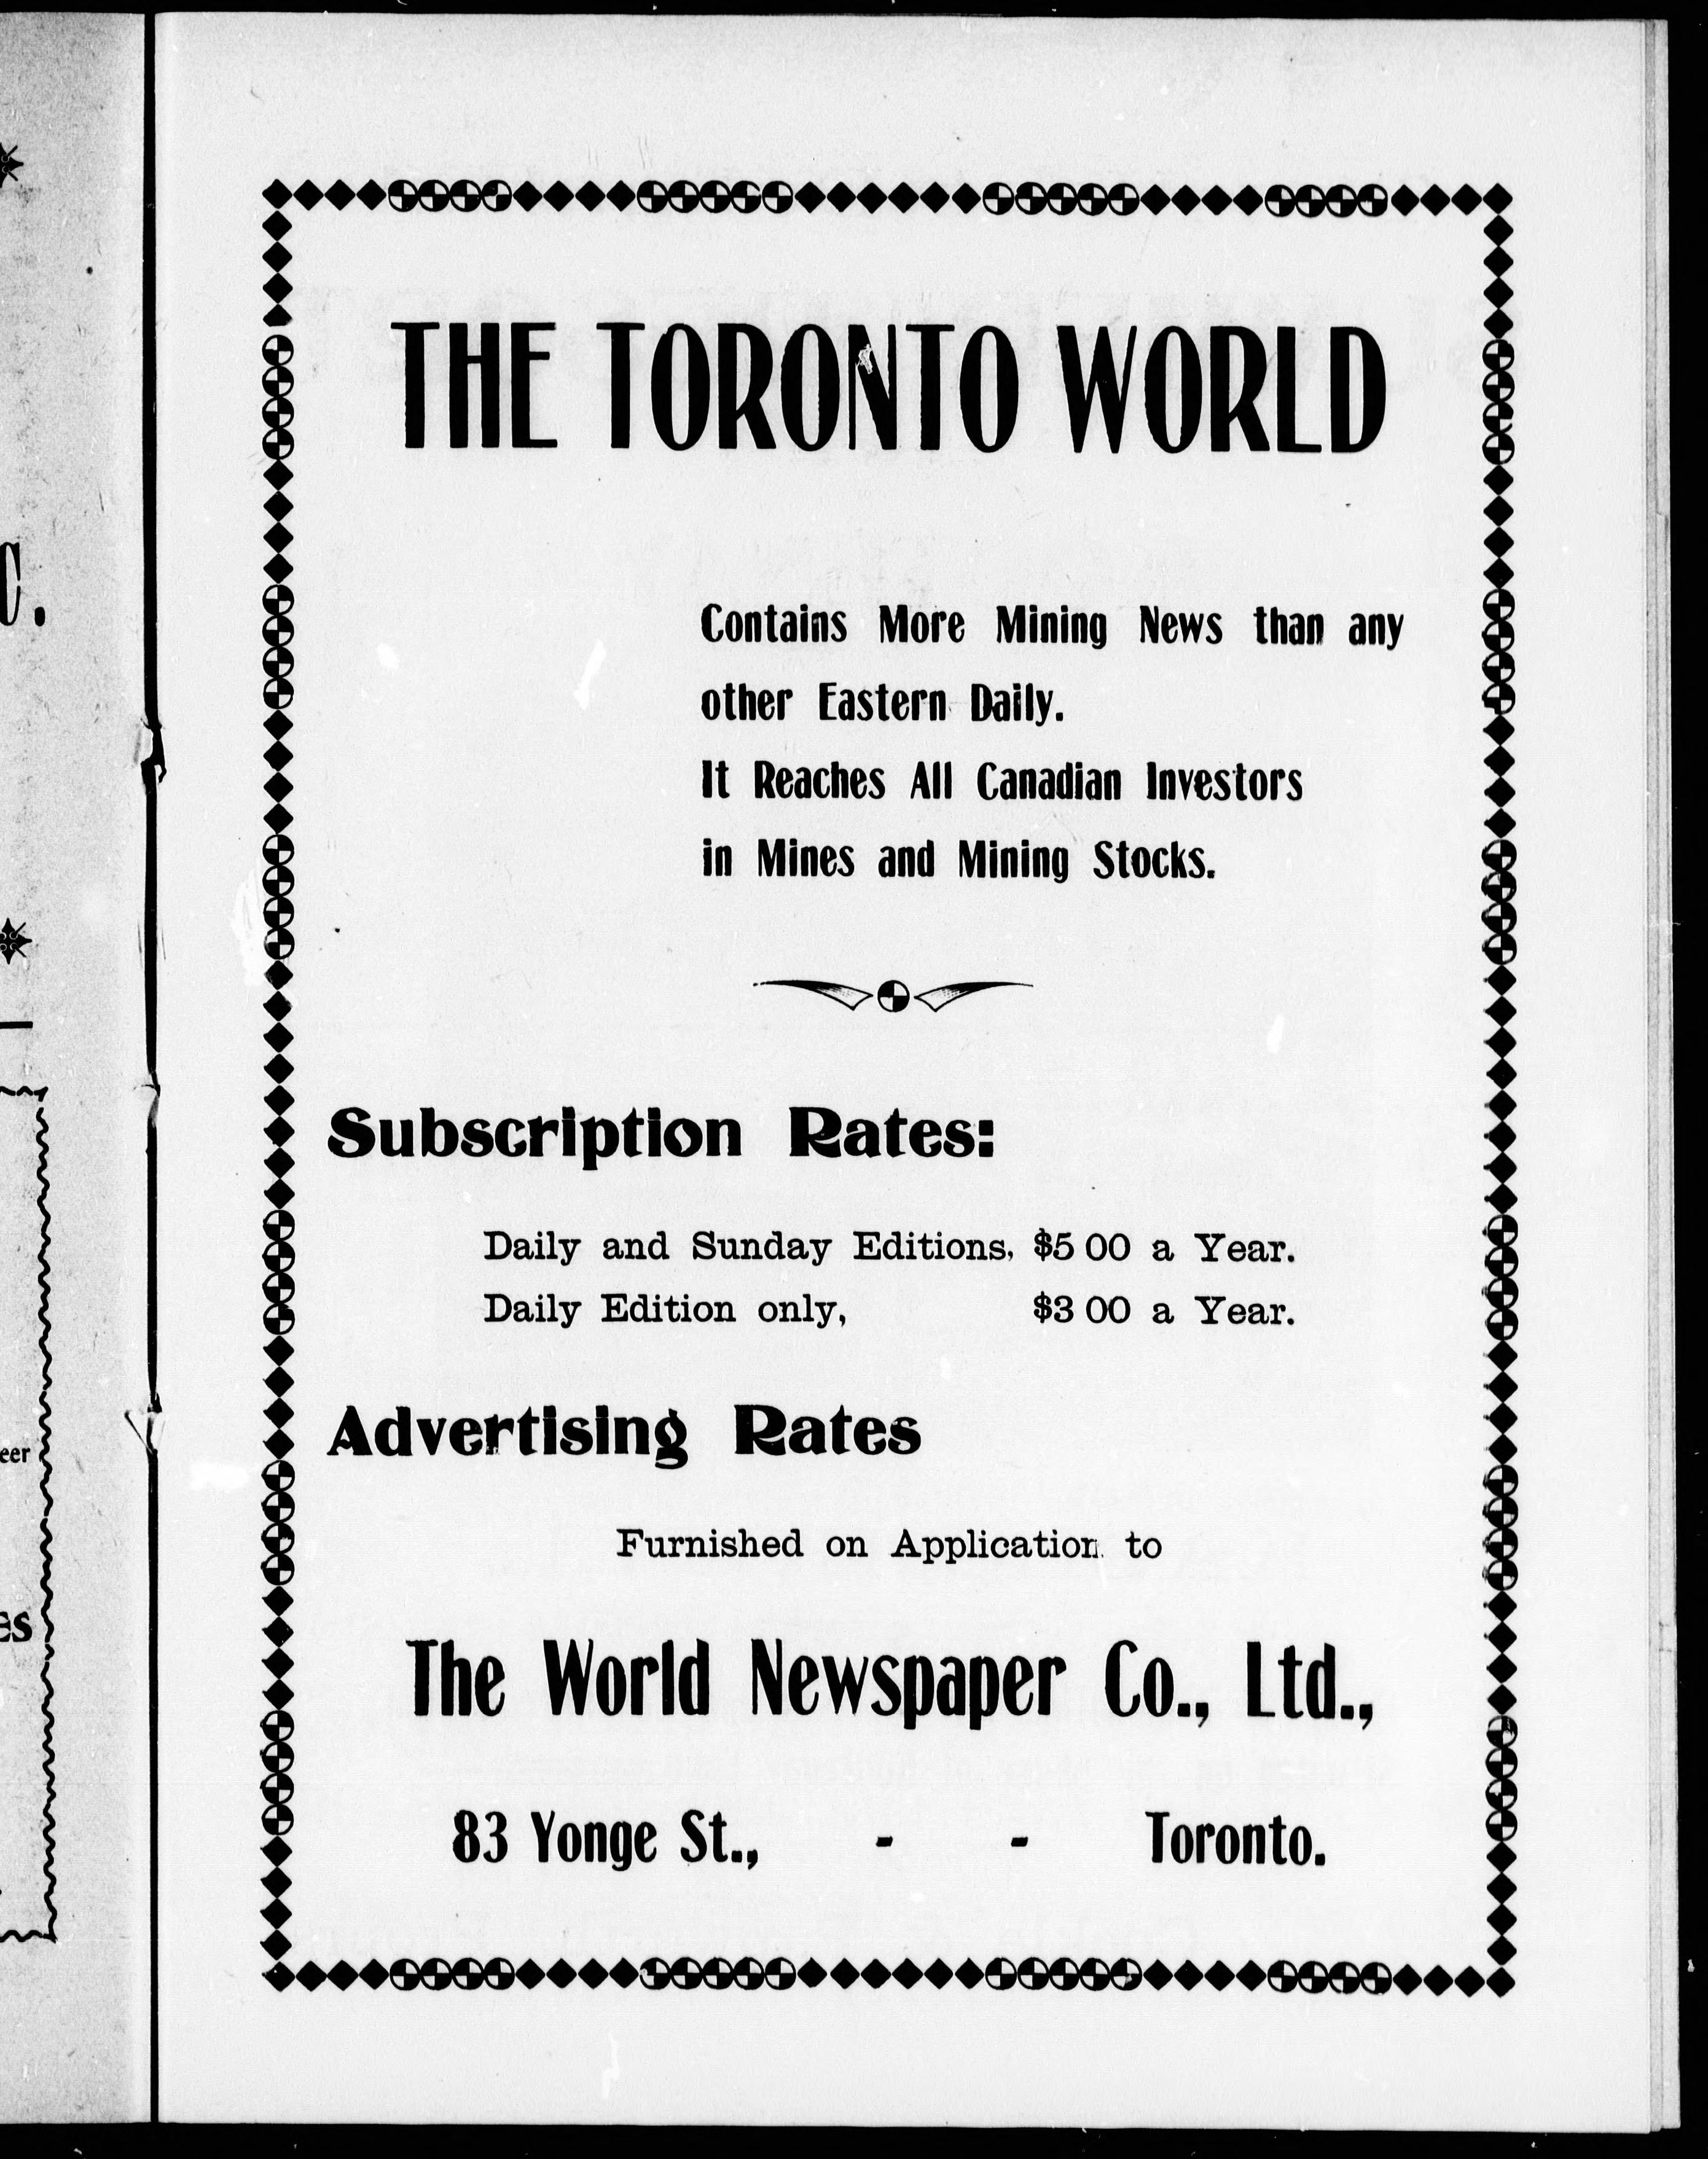 THE TORONTO WORLD
Contains More Mining News than any
other Eastern Daily.
It Reaches All Canadian Investors
in Mines and Mining Stocks.
Subscription Rates:
Daily and Sunday Editions, $5 00 a Year.
Daily Edition only, $3 00 a Year.
Advertising Rates
Furnished on Application to
The World Newspaper Co., Ltd.,
83 Yonge St., - - Toronto.